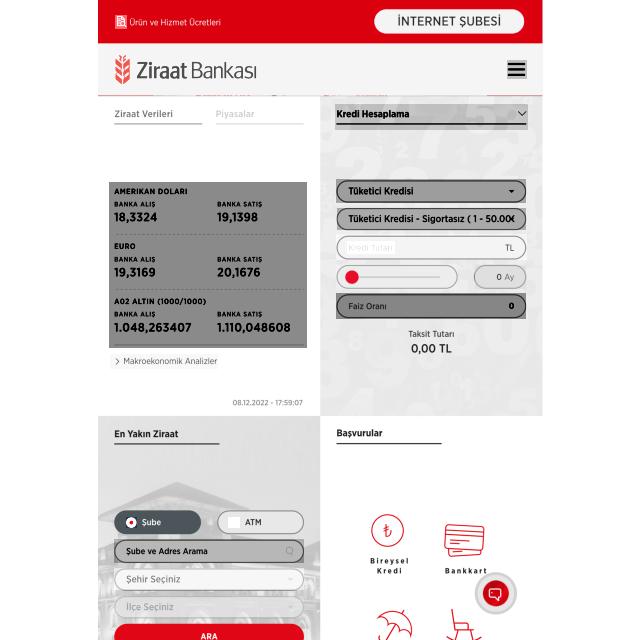 Ürün ve Hizmet Ücretleri
İNTERNET ŞUBESİ
Ziraat Bankası
Ziraat Verileri
Piyasalar
AMERIKAN DOLARI
BANKA ALIŞ
BANKA SATIŞ
18,3324
19,1398
EURO
BANKA ALIŞ
BANKA SATIŞ
19,3169
20,1676
A02 ALTIN (1000/1000)
BANKA ALIŞ
BANKA SATIŞ
1.048,263407
1.110,048608
Makroekonomik Analizler
08.12.2022 - 17:59:07
Kredi Hesaplama
Tüketici Kredisi
Tüketici Kredisi - Sigortasız ( 1 - 50.00
Kredi Tutarı
TL
0 Ay
Faiz Oranı
0
Taksit Tutarı
0,00 TL
En Yakın Ziraat
Şube
ATM
Şube ve Adres Arama
Şehir Seçiniz
İlçe Seçiniz
ARA
Başvurular
Bireysel
Kredi
Bankkart